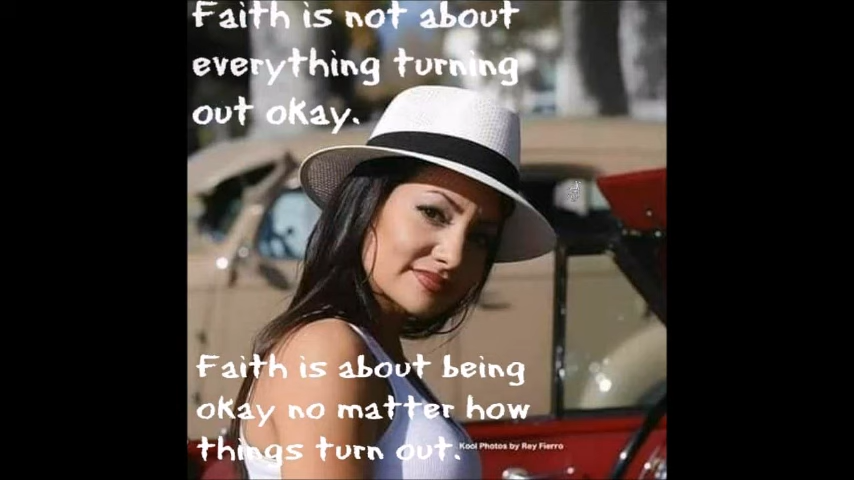 Faith is not about
everything turning
out okay.
Faith is about being
okay no matter how
things turn out.
Kool Photos by Rey Fierro